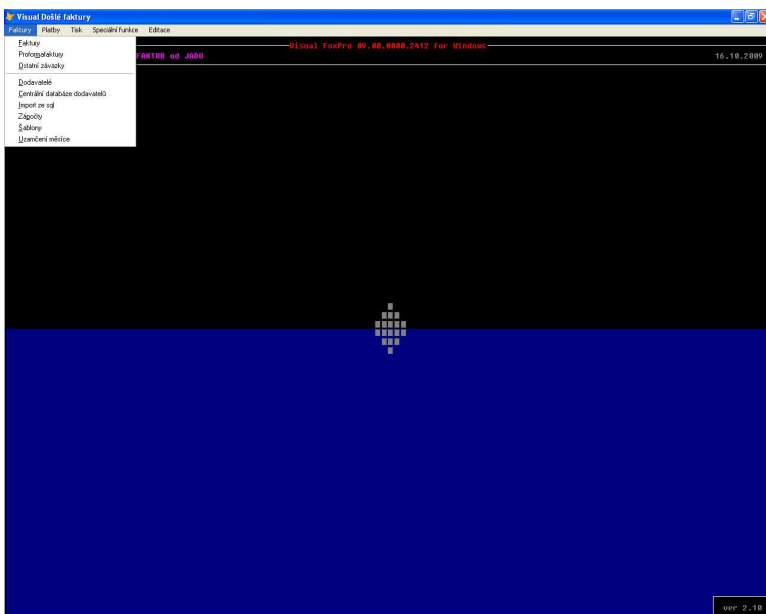 Visual Došlé faktury
Faktury Platby Tisk Speciální funkce Editace
Visual FoxPro 09.00.0000.2412 for Windows
FAKTUR od JADU 16.10.2009
Faktury
Proformafaktury
Ostatní závazky
Dodavatelé
Centrální databáze dodavatelů
Import ze sql
Zápočty
Šablony
Uzamčení měsíce
ver 2.10